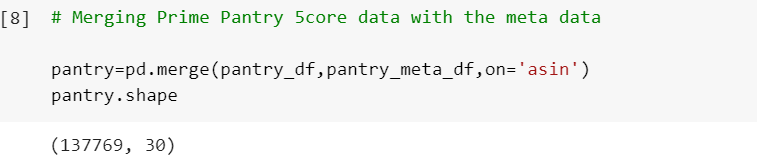 [8] # Merging Prime Pantry 5core data with the meta data
pantry=pd.merge(pantry_df,pantry_meta_df,on='asin')
pantry.shape
(137769, 30)